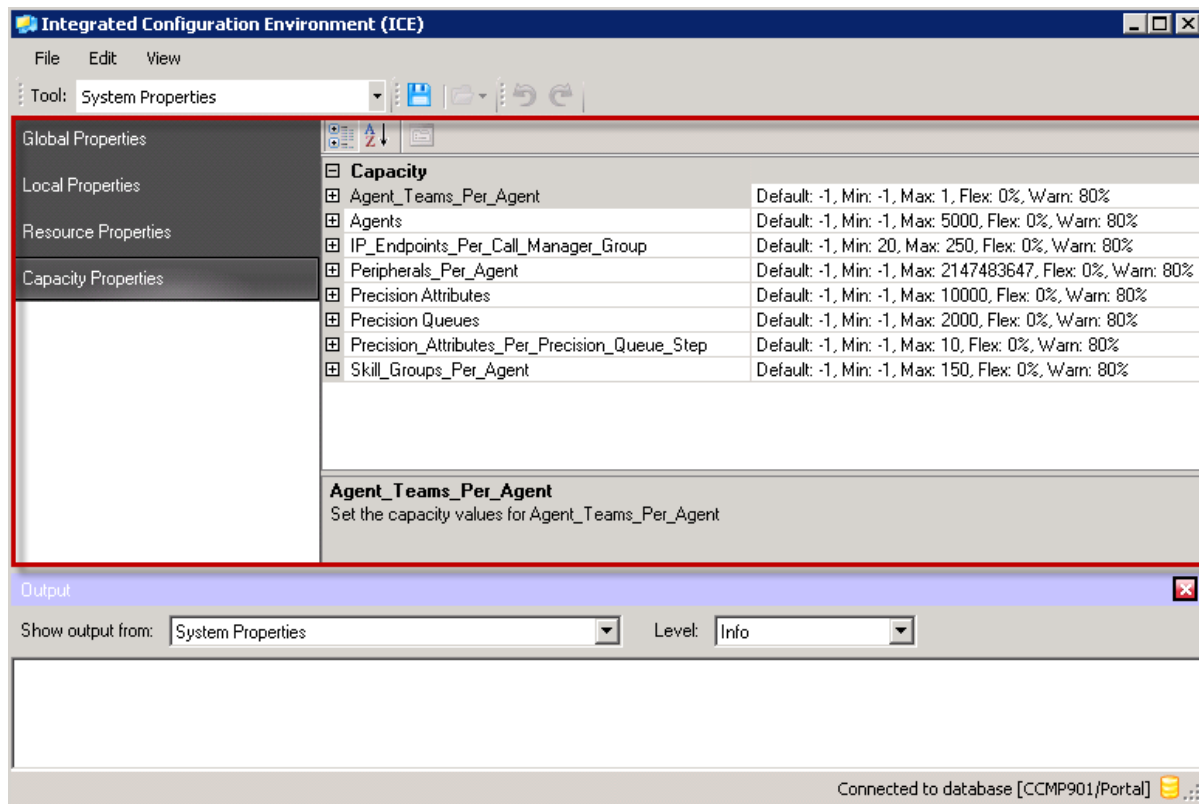 Integrated Configuration Environment (ICE)
File Edit View
Tool: System Properties
Global Properties
Local Properties
Resource Properties
Capacity Properties
Capacity
Agent_Teams_Per_Agent Default: -1, Min: -1, Max: 1, Flex: 0%, Warn: 80%
Agents Default: -1, Min: -1, Max: 5000, Flex: 0%, Warn: 80%
IP_Endpoints_Per_Call_Manager_Group Default: -1, Min: 20, Max: 250, Flex: 0%, Warn: 80%
Peripherals_Per_Agent Default: -1, Min: -1, Max: 2147483647, Flex: 0%, Warn: 80%
Precision Attributes Default: -1, Min: -1, Max: 10000, Flex: 0%, Warn: 80%
Precision Queues Default: -1, Min: -1, Max: 2000, Flex: 0%, Warn: 80%
Precision_Attributes_Per_Precision_Queue_Step Default: -1, Min: -1, Max: 10, Flex: 0%, Warn: 80%
Skill_Groups_Per_Agent Default: -1, Min: -1, Max: 150, Flex: 0%, Warn: 80%
Agent_Teams_Per_Agent
Set the capacity values for Agent_Teams_Per_Agent
Output
Show output from: System Properties Level: Info
Connected to database [CCMP901/Portal]